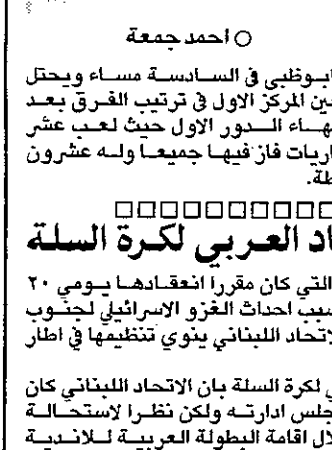 ○ احمد جمعة
ابوظبي في السادسة مساء ويحتل
ين المركز الاول في ترتيب الفرق بعد
هاء الدور الاول حيث لعب عشر
اريات فاز فيها جميعا وله عشرون
طة.
اد العربي لكرة السلة
التي كان مقررا انعقادها يومي ٢٠
سبب احداث الغزو الاسرائيلي لجنوب
لاتحاد اللبناني ينوي تنظيمها في اطار
ي لكرة السلة بان الاتحاد اللبناني كان
جلس ادارته ولكن نظرا لاستحالة
لال اقامة البطولة العربية للاندية